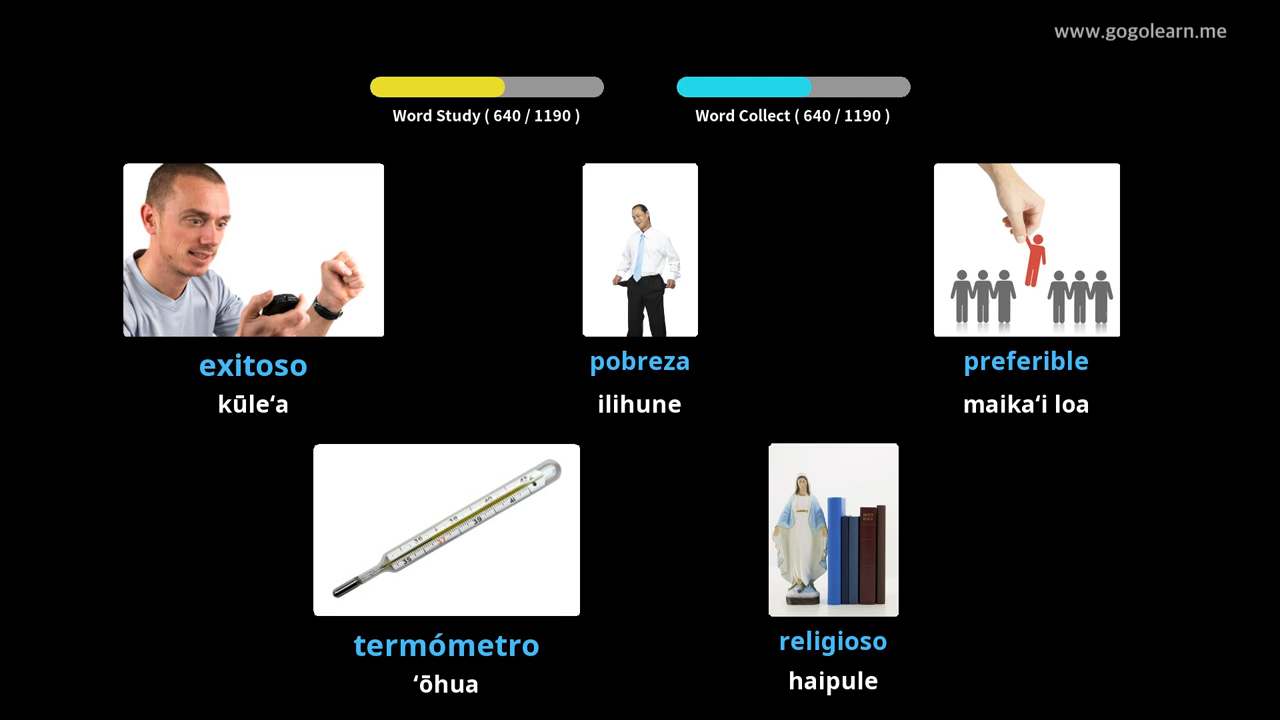 www.gogolearn.me
Word Study ( 640 / 1190 )
Word Collect ( 640 / 1190 )
exitoso
kūleʻa
pobreza
ilihune
preferible
maikaʻi loa
termómetro
ʻōhua
religioso
haipule